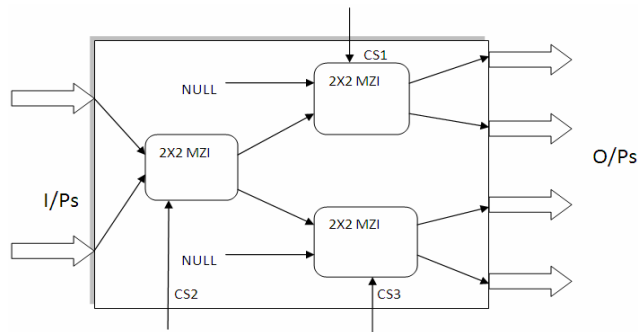 CS1
2X2 MZI
NULL
2X2 MZI
O/Ps
I/Ps
2X2 MZI
NULL
CS2
CS3